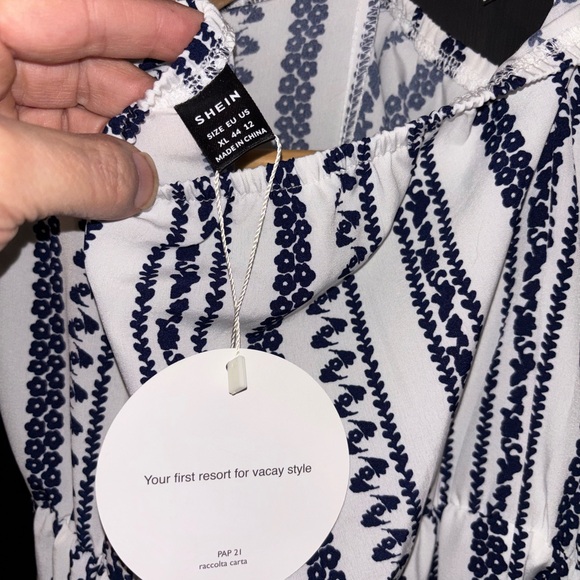 SHEIN
SIZE EU US
XL 44 12
MADE IN CHINA
Your first resort for vacay style
PAP 21
raccolta carta